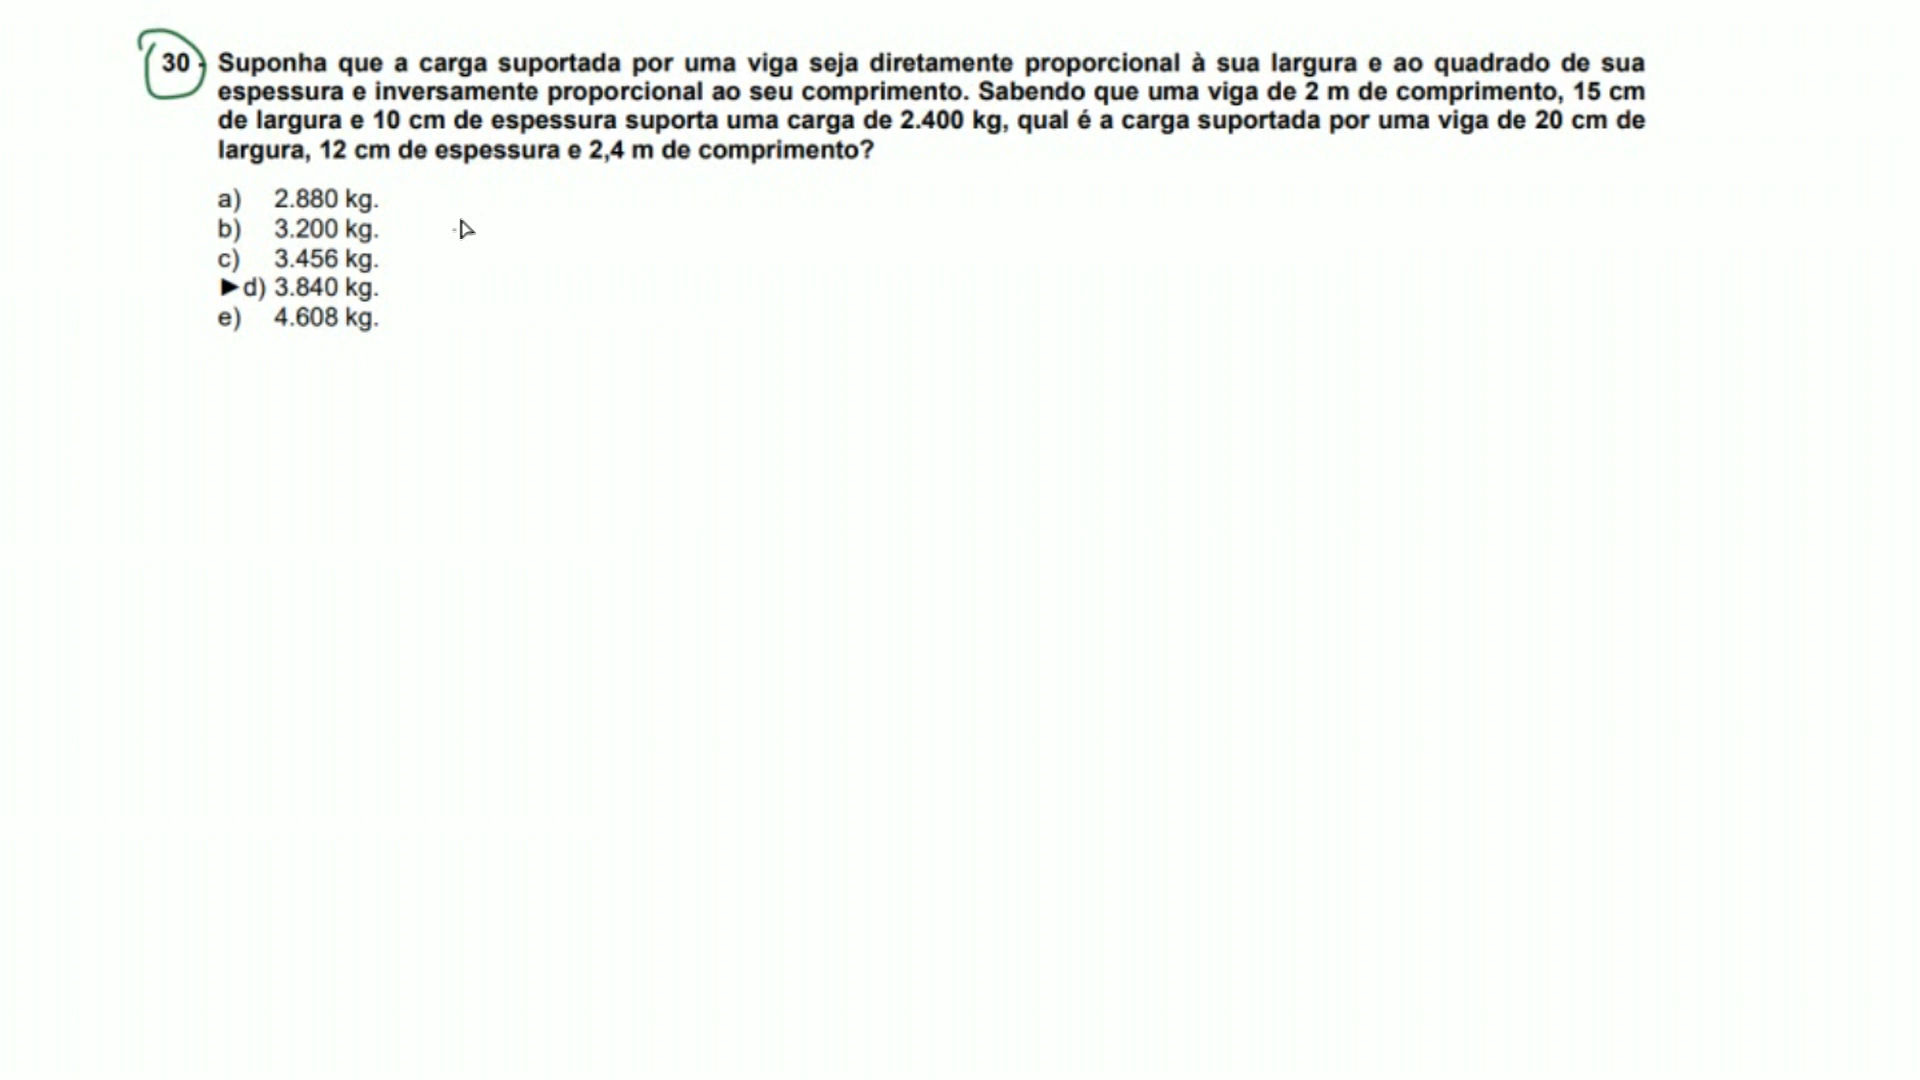 30 - Suponha que a carga suportada por uma viga seja diretamente proporcional à sua largura e ao quadrado de sua
espessura e inversamente proporcional ao seu comprimento. Sabendo que uma viga de 2 m de comprimento, 15 cm
de largura e 10 cm de espessura suporta uma carga de 2.400 kg, qual é a carga suportada por uma viga de 20 cm de
largura, 12 cm de espessura e 2,4 m de comprimento?
a) 2.880 kg.
b) 3.200 kg.
c) 3.456 kg.
►d) 3.840 kg.
e) 4.608 kg.